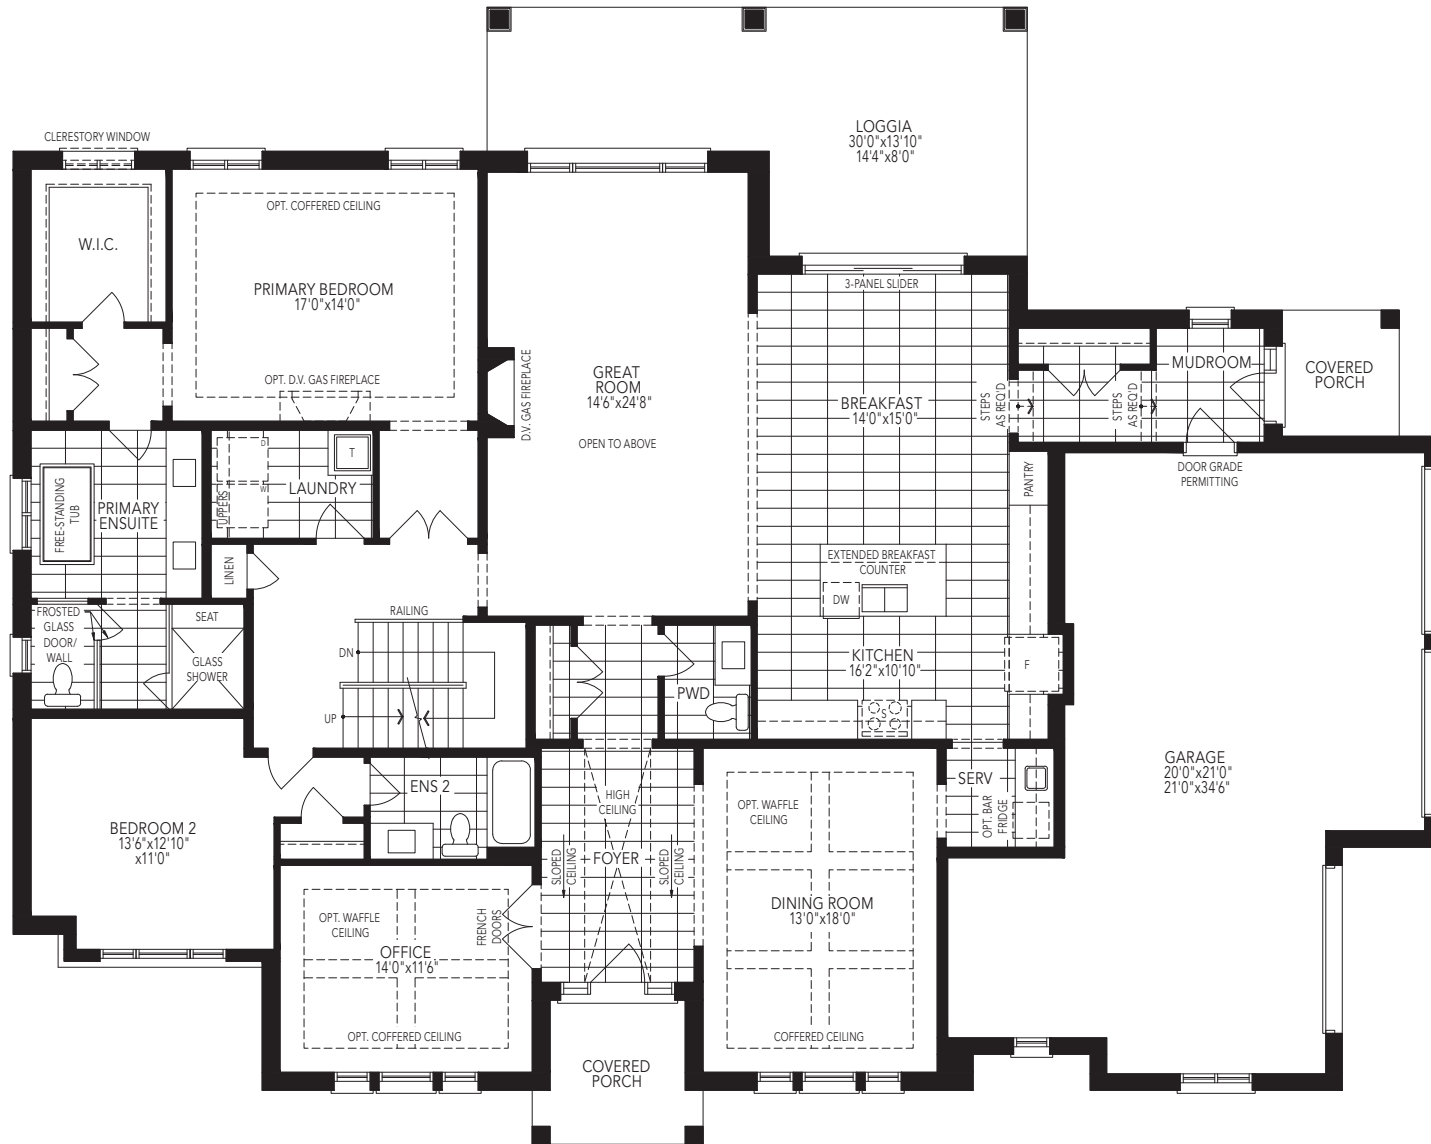 LOGGIA
30'0"x13'10"
14'4"x8'0"
CLERESTORY WINDOW
OPT. COFFERED CEILING
W.I.C.
PRIMARY BEDROOM
17'0"x14'0"
OPT. D.V. GAS FIREPLACE
D.V. GAS FIREPLACE
GREAT
ROOM
14'6"x24'8"
OPEN TO ABOVE
3-PANEL SLIDER
BREAKFAST
14'0"x15'0"
STEPS
AS REQ'D
STEPS
AS REQ'D
MUDROOM
COVERED
PORCH
DOOR GRADE
PERMITTING
PANTRY
FREE-STANDING
TUB
PRIMARY
ENSUITE
UPPERS
D
W
T
LAUNDRY
LINEN
EXTENDED BREAKFAST
COUNTER
DW
FROSTED
GLASS
DOOR/
WALL
SEAT
GLASS
SHOWER
RAILING
DN
UP
PWD
KITCHEN
16'2"x10'10"
F
S
GARAGE
20'0"x21'0"
21'0"x34'6"
SERV
OPT. BAR
FRIDGE
BEDROOM 2
13'6"x12'10"
x11'0"
ENS 2
HIGH
CEILING
SLOPED
CEILING
FOYER
SLOPED
CEILING
OPT. WAFFLE
CEILING
DINING ROOM
13'0"x18'0"
COFFERED CEILING
OPT. WAFFLE
CEILING
FRENCH
DOORS
OFFICE
14'0"x11'6"
OPT. COFFERED CEILING
COVERED
PORCH